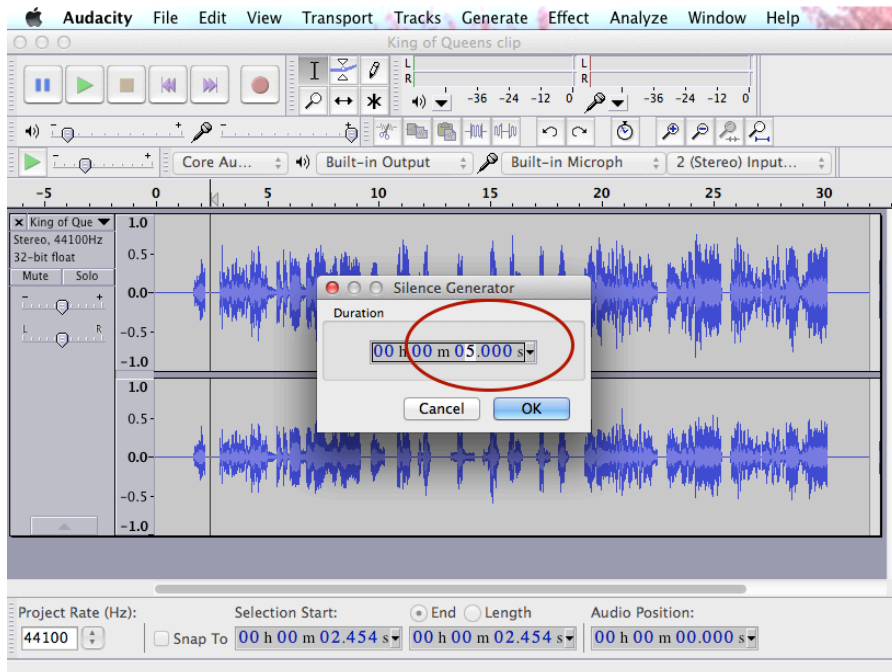 Audacity File Edit View Transport Tracks Generate Effect Analyze Window Help
King of Queens clip
L
R
L
R
-36 -24 -12 0
-36 -24 -12 0
- +
- +
- +
Core Au...
Built-in Output
Built-in Microph
2 (Stereo) Input...
-5 0 5 10 15 20 25 30
King of Que
Stereo, 44100Hz
32-bit float
Mute Solo
- +
L R
1.0
0.5-
0.0-
-0.5-
-1.0
1.0
0.5-
0.0-
-0.5-
-1.0
Silence Generator
Duration
00 h 00 m 05.000 s
Cancel OK
Project Rate (Hz): Selection Start: End Length Audio Position:
44100 Snap To 00 h 00 m 02.454 s 00 h 00 m 02.454 s 00 h 00 m 00.000 s